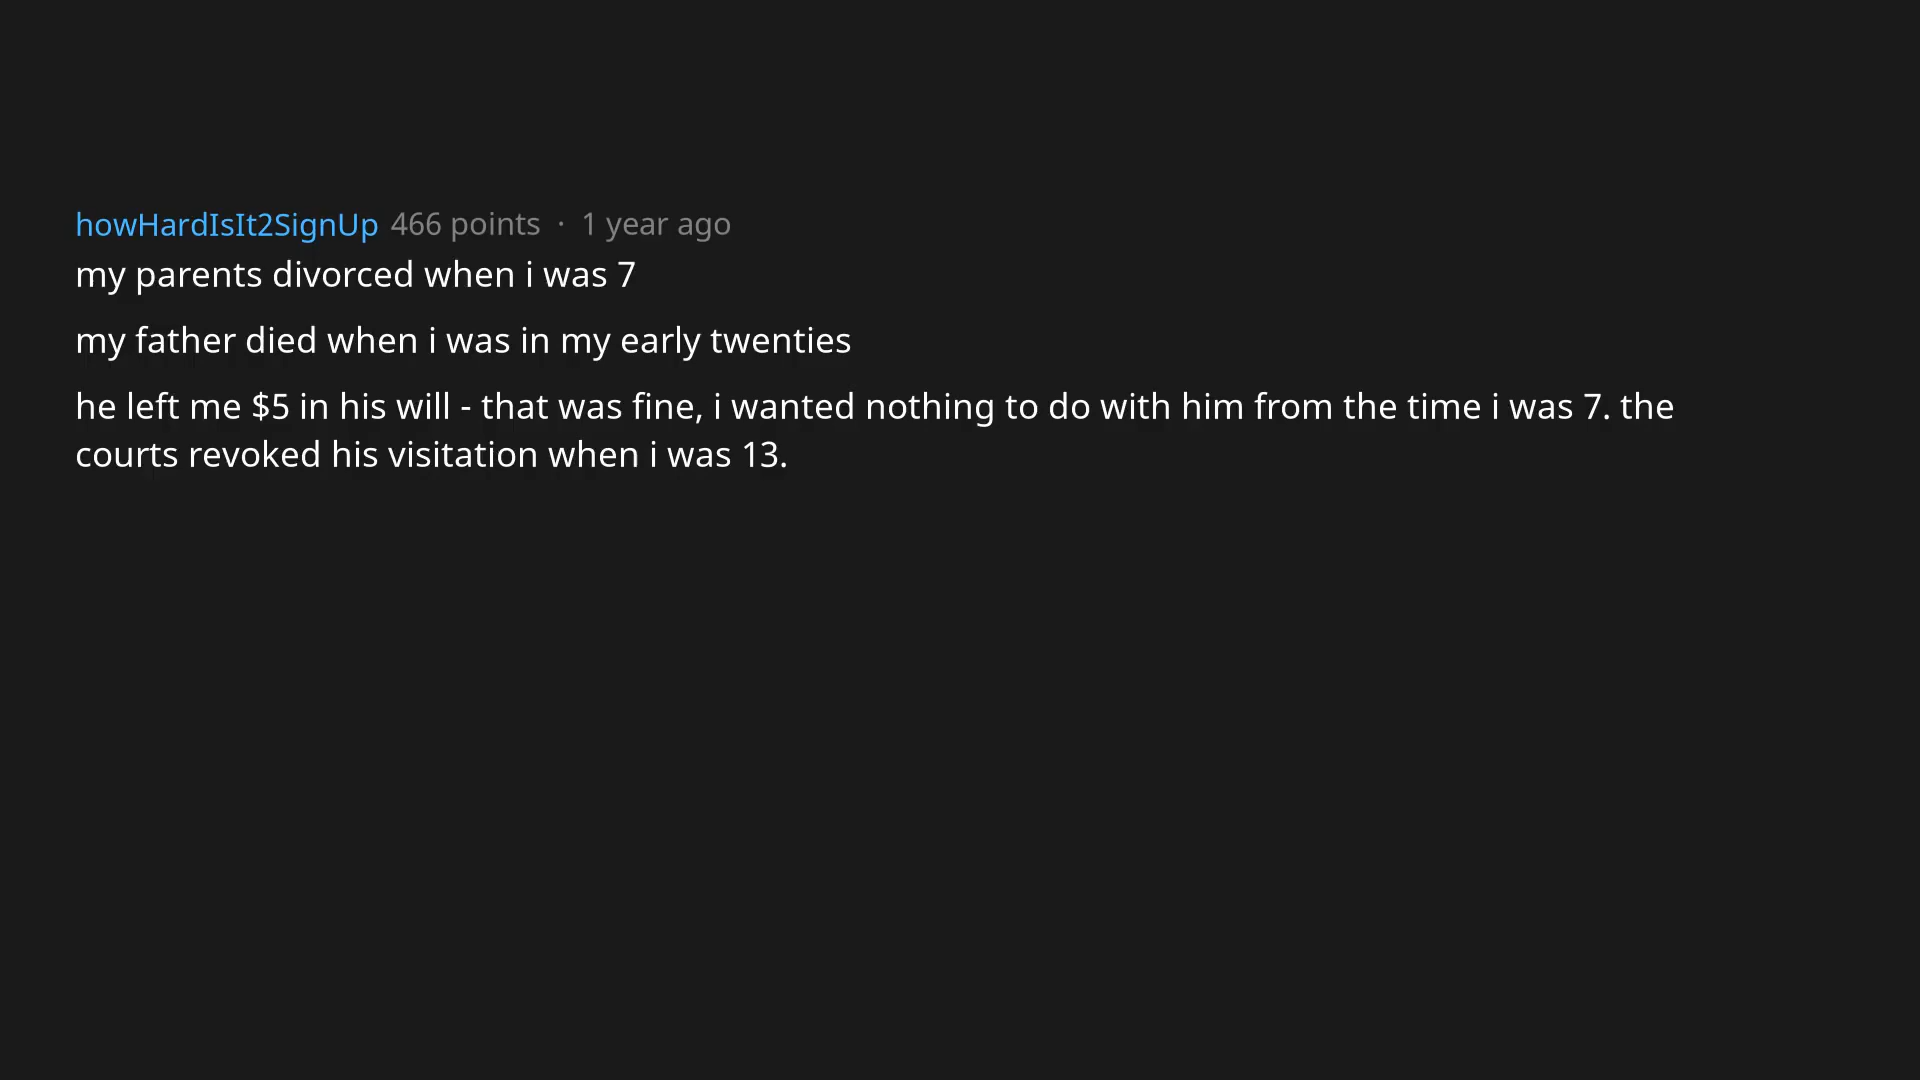 howHardIsIt2SignUp 466 points · 1 year ago
my parents divorced when i was 7
my father died when i was in my early twenties
he left me $5 in his will - that was fine, i wanted nothing to do with him from the time i was 7. the
courts revoked his visitation when i was 13.